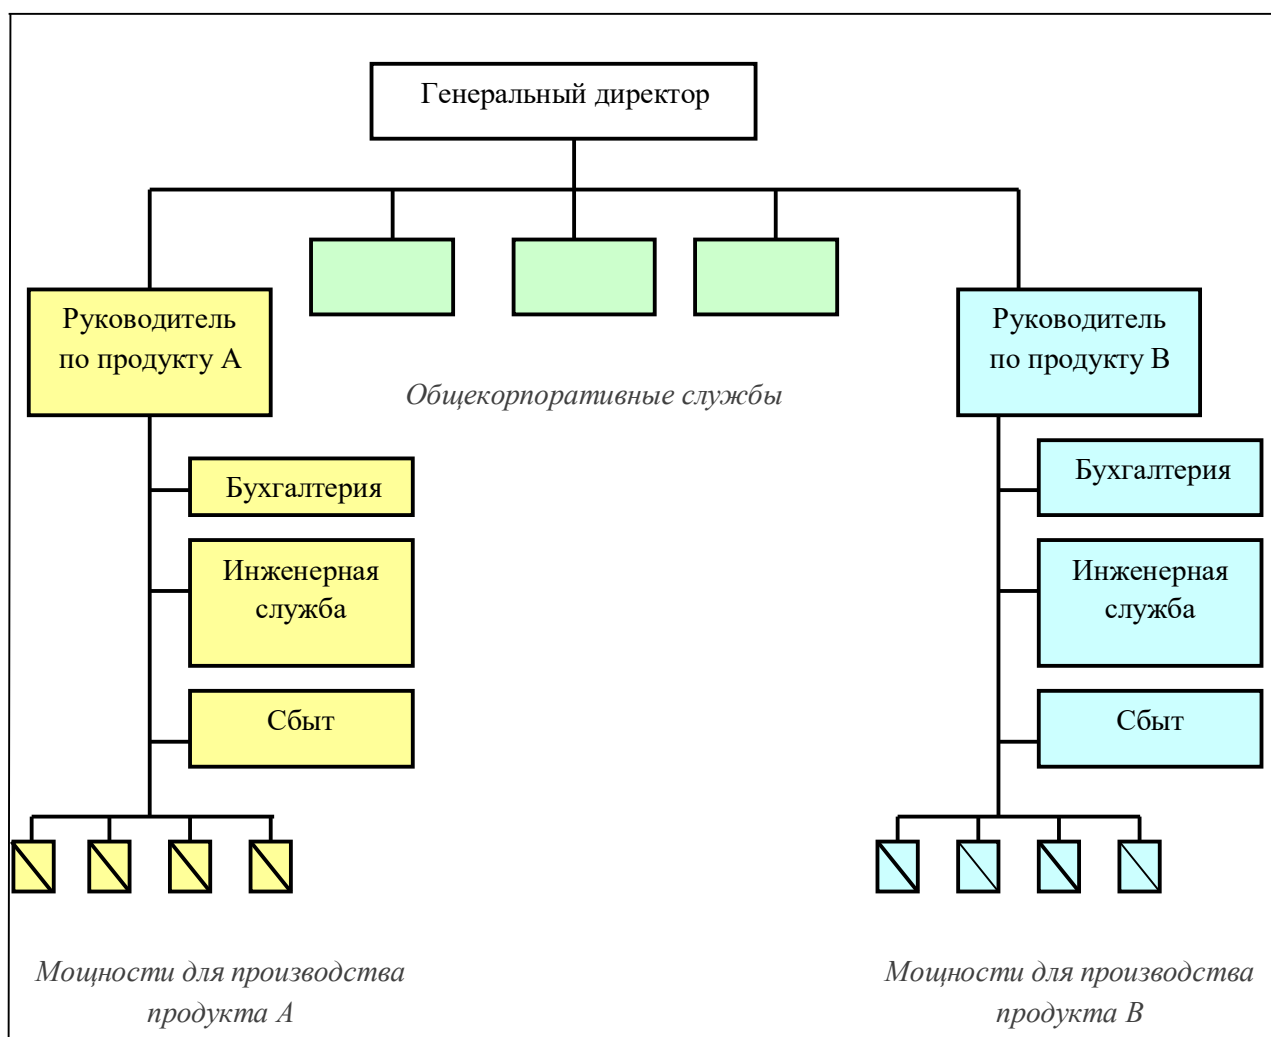 Генеральный директор
Руководитель
по продукту А
Общекорпоративные службы
Руководитель
по продукту В
Бухгалтерия
Инженерная
служба
Сбыт
Бухгалтерия
Инженерная
служба
Сбыт
Мощности для производства
продукта А
Мощности для производства
продукта В